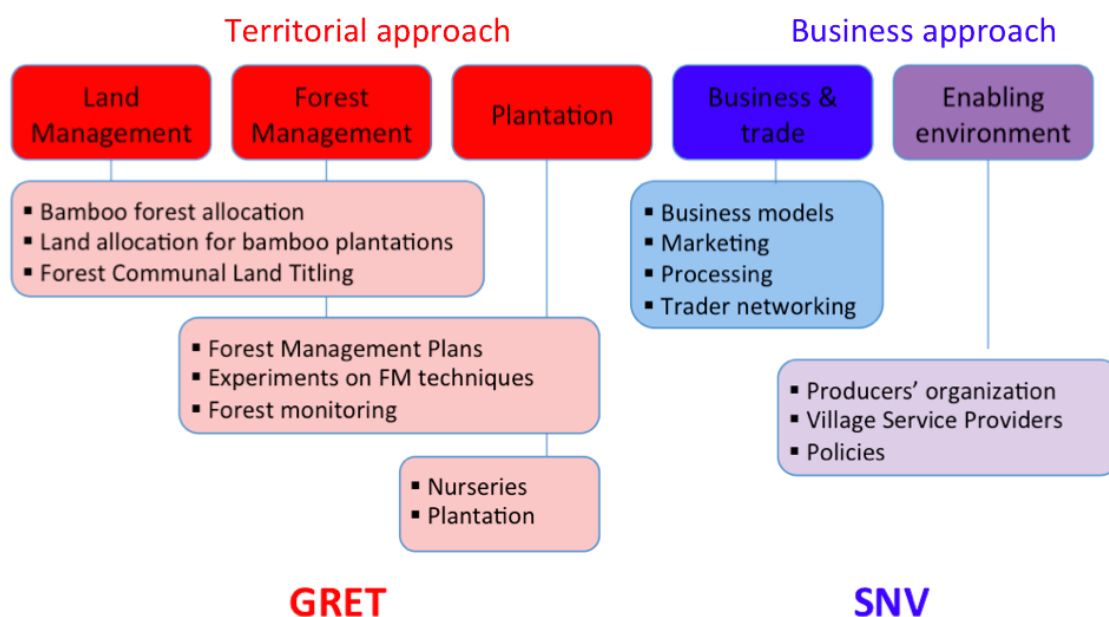 Territorial approach
Business approach
Land
Management
Forest
Management
Plantation
Business &
trade
Enabling
environment
▪ Bamboo forest allocation
▪ Land allocation for bamboo plantations
▪ Forest Communal Land Titling
▪ Business models
▪ Marketing
▪ Processing
▪ Trader networking
▪ Forest Management Plans
▪ Experiments on FM techniques
▪ Forest monitoring
▪ Producers’ organization
▪ Village Service Providers
▪ Policies
▪ Nurseries
▪ Plantation
GRET
SNV